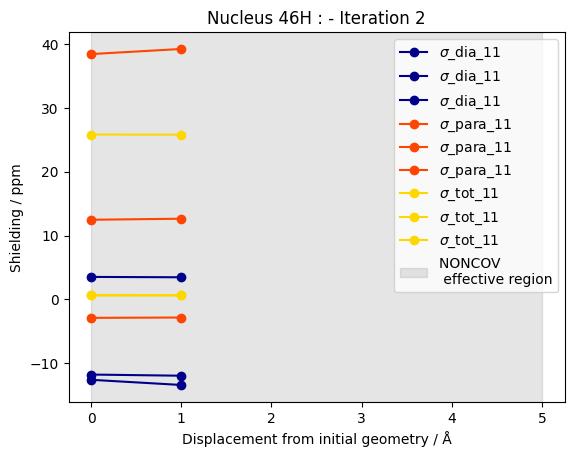 Nucleus 46H : - Iteration 2
40
30
20
10
0
−10
Shielding / ppm
0
1
2
3
4
5
Displacement from initial geometry / Å
σ_dia_11
σ_dia_11
σ_dia_11
σ_para_11
σ_para_11
σ_para_11
σ_tot_11
σ_tot_11
σ_tot_11
NONCOV
effective region